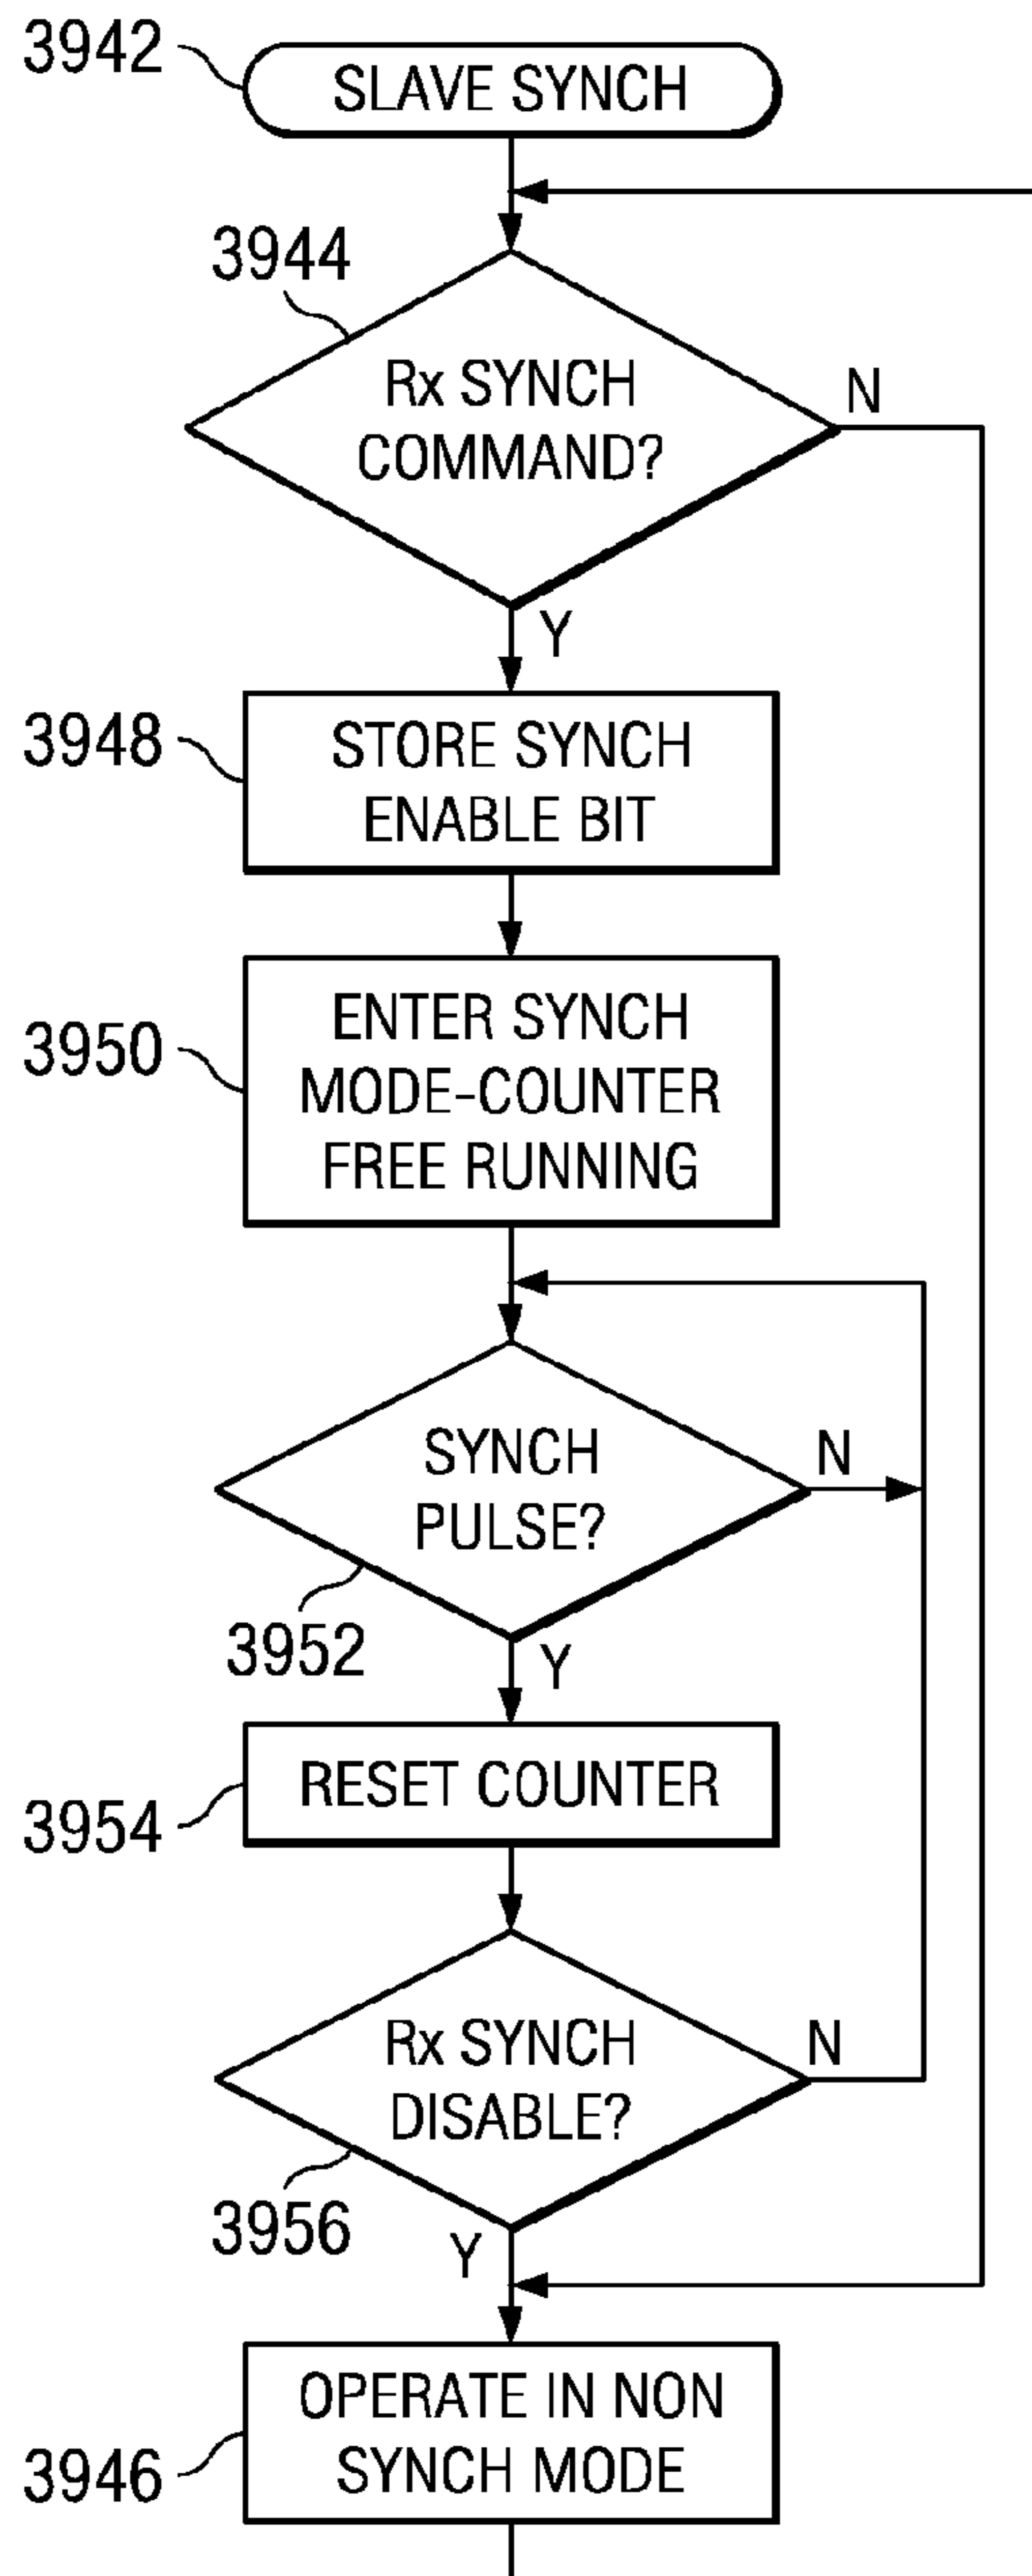 3942
SLAVE SYNCH
3944
Rx SYNCH
COMMAND?
N
Y
3948
STORE SYNCH
ENABLE BIT
3950
ENTER SYNCH
MODE-COUNTER
FREE RUNNING
SYNCH
PULSE?
N
3952
Y
RESET COUNTER
3954
Rx SYNCH
DISABLE?
N
3956
Y
OPERATE IN NON
SYNCH MODE
3946